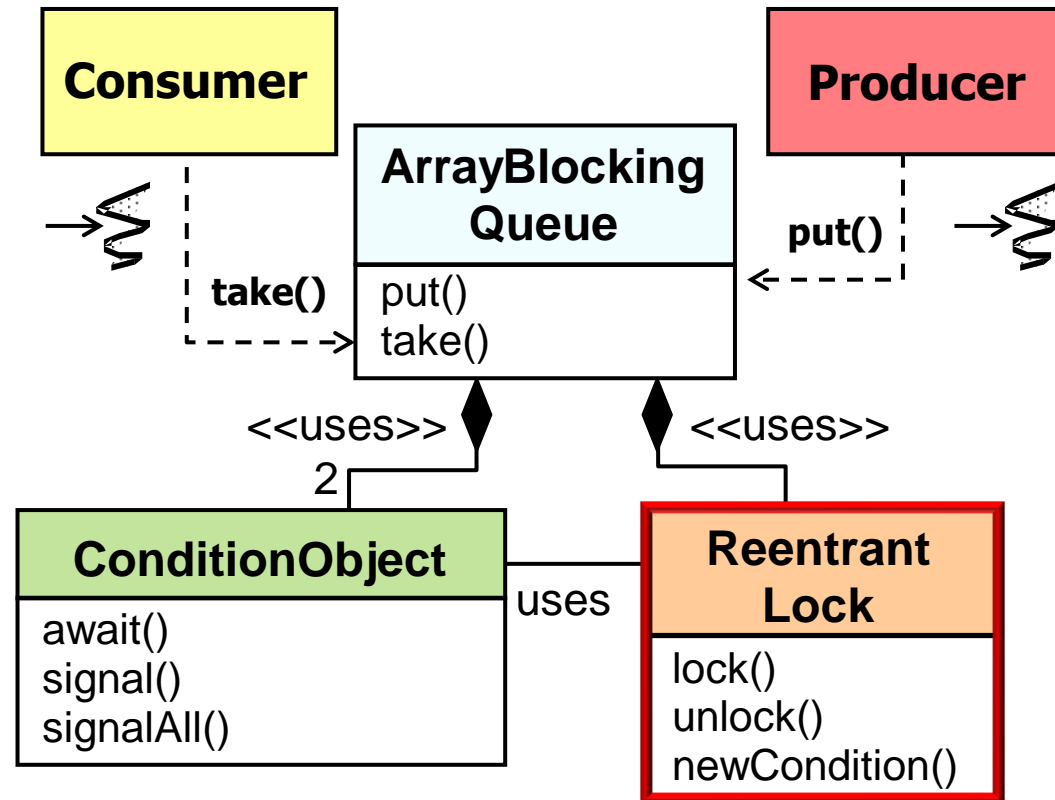 Consumer
Producer
ArrayBlocking
Queue
put()
take()
put()
take()
<<uses>>
<<uses>>
2
ConditionObject
await()
signal()
signalAll()
uses
Reentrant
Lock
lock()
unlock()
newCondition()